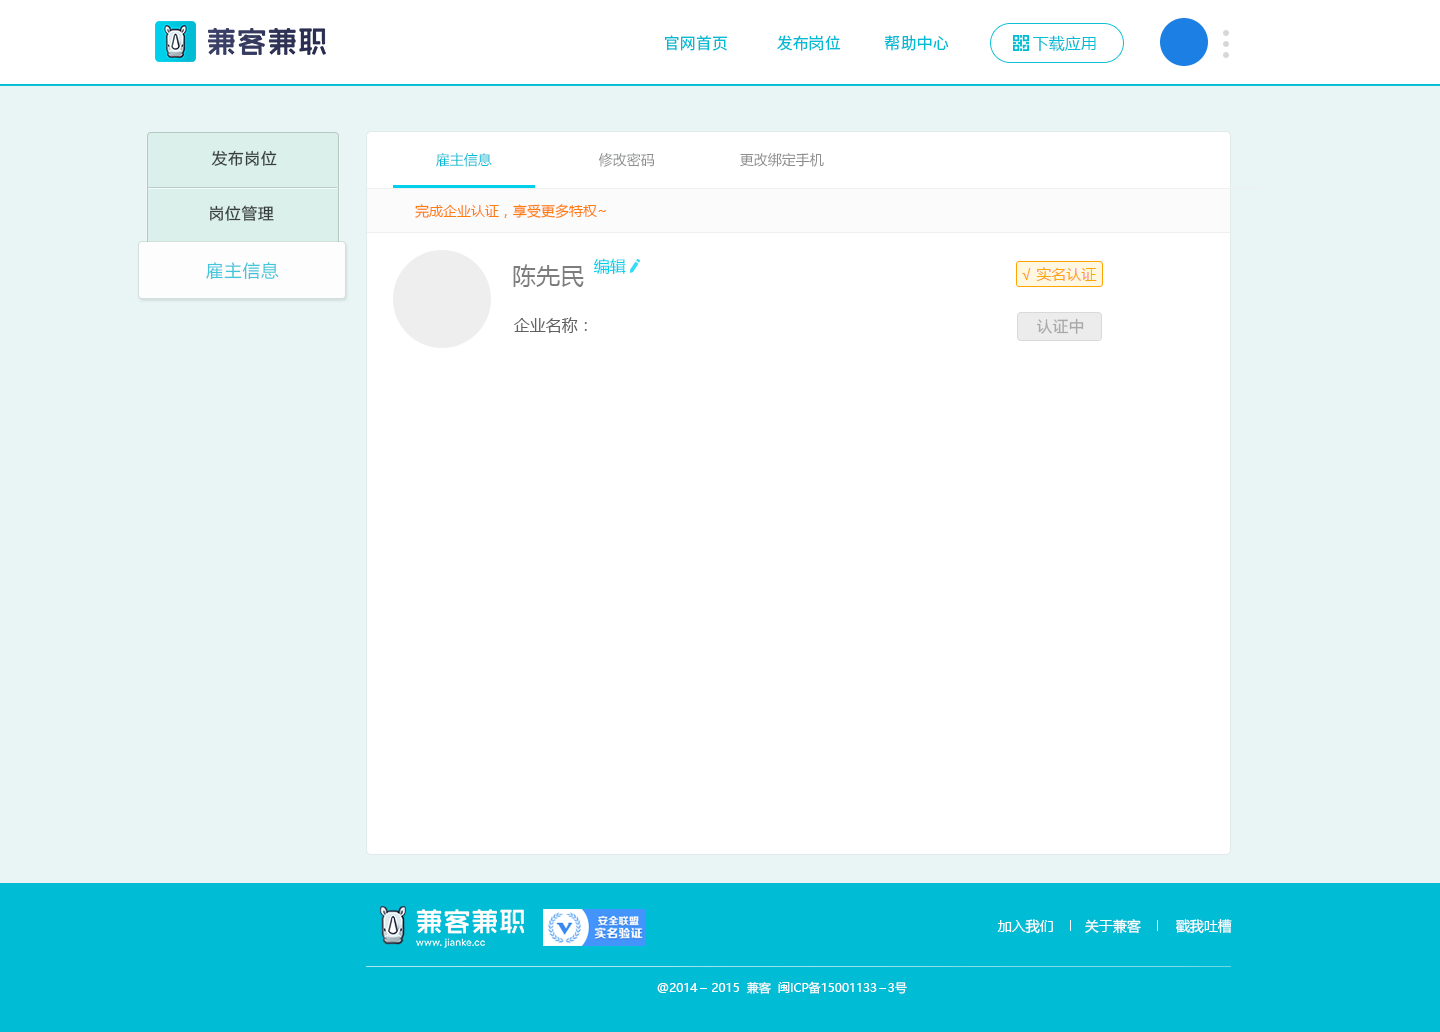 兼客兼职
官网首页
发布岗位
帮助中心
下载应用
发布岗位
岗位管理
雇主信息
雇主信息
修改密码
更改绑定手机
完成企业认证，享受更多特权~
陈先民
编辑
√ 实名认证
企业名称：
认证中
兼客兼职
www.jianke.cc
安全联盟
实名验证
加入我们
关于兼客
戳我吐槽
@2014－2015 兼客 闽ICP备15001133－3号